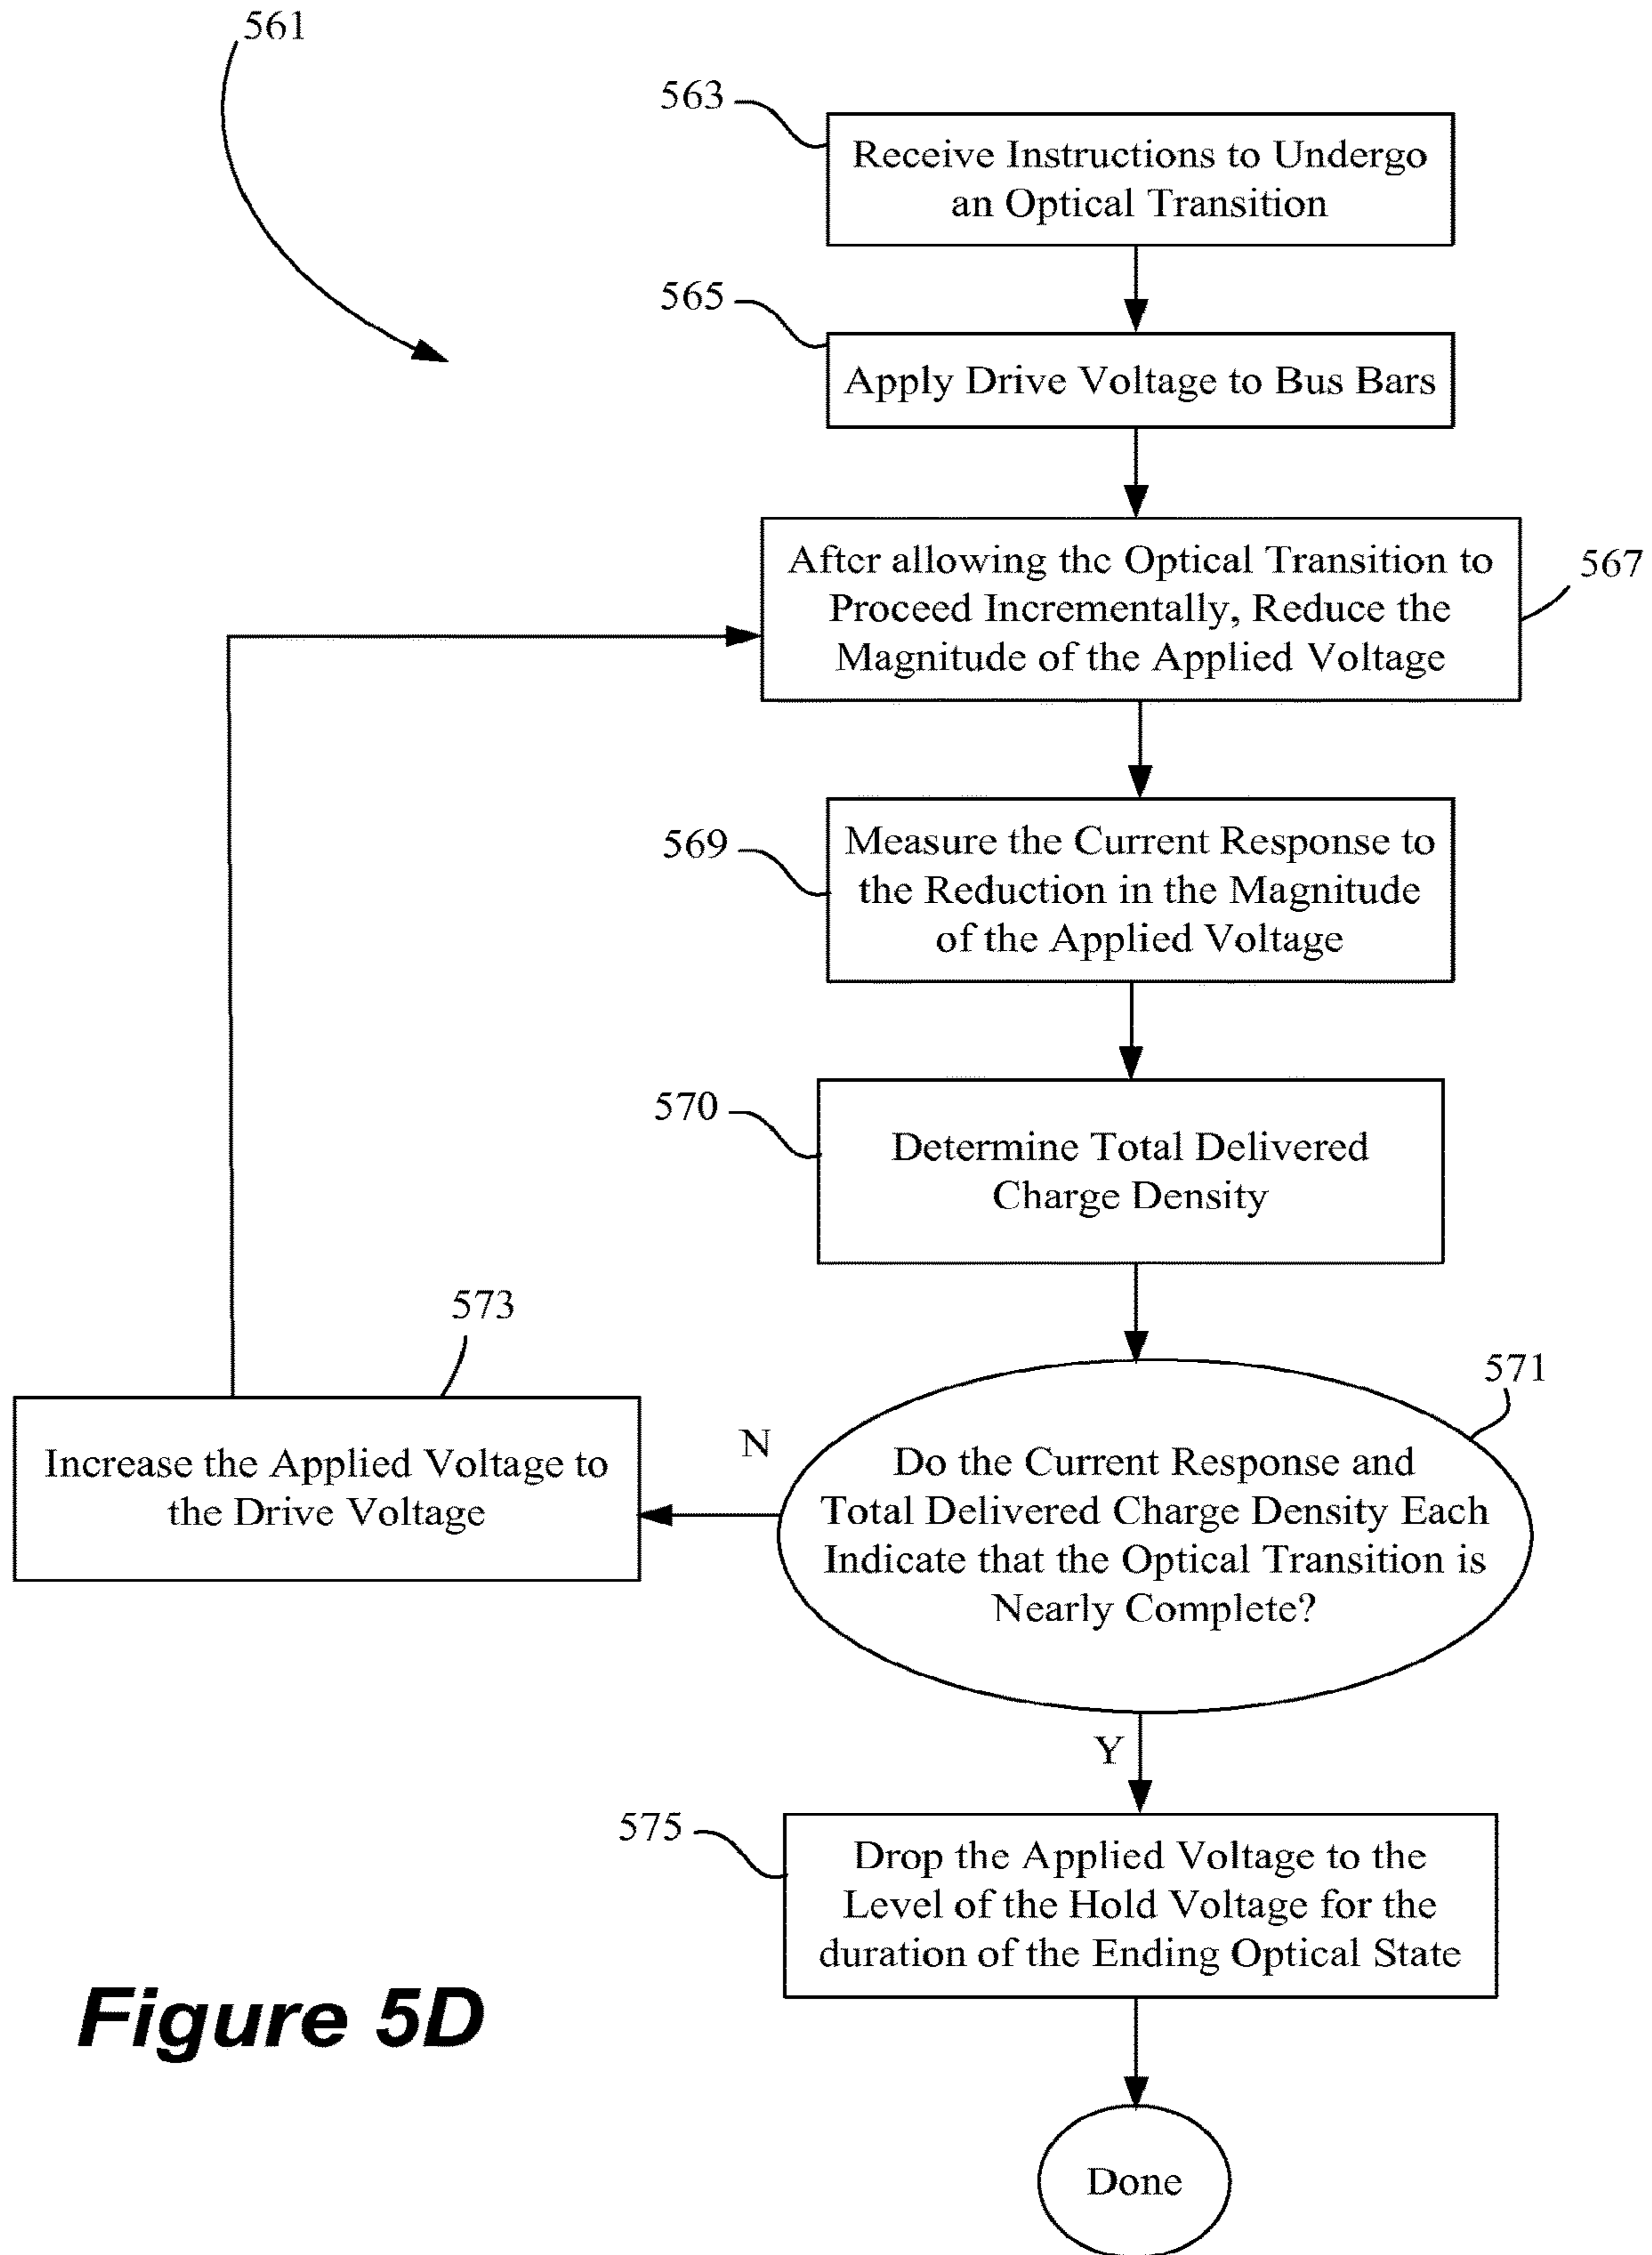 561
563
Receive Instructions to Undergo
an Optical Transition
565
Apply Drive Voltage to Bus Bars
After allowing the Optical Transition to
Proceed Incrementally, Reduce the
Magnitude of the Applied Voltage
567
569
Measure the Current Response to
the Reduction in the Magnitude
of the Applied Voltage
570
Determine Total Delivered
Charge Density
573
Increase the Applied Voltage to
the Drive Voltage
N
571
Do the Current Response and
Total Delivered Charge Density Each
Indicate that the Optical Transition is
Nearly Complete?
Y
575
Drop the Applied Voltage to the
Level of the Hold Voltage for the
duration of the Ending Optical State
Figure 5D
Done